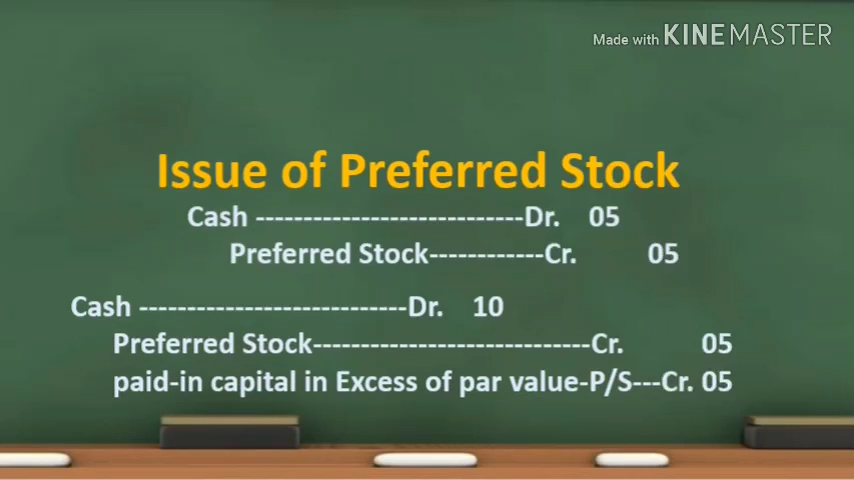 Made with KINEMASTER
Issue of Preferred Stock
Cash ----------------------------Dr. 05
Preferred Stock------------Cr. 05
Cash ----------------------------Dr. 10
Preferred Stock-----------------------------Cr. 05
paid-in capital in Excess of par value-P/S---Cr. 05